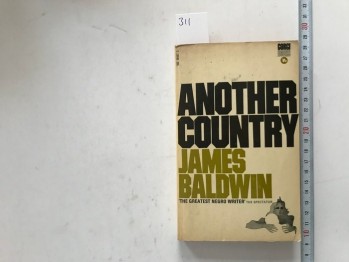 311
ANOTHER
COUNTRY
JAMES
BALDWIN
'THE GREATEST NEGRO WRITER' THE SPECTATOR